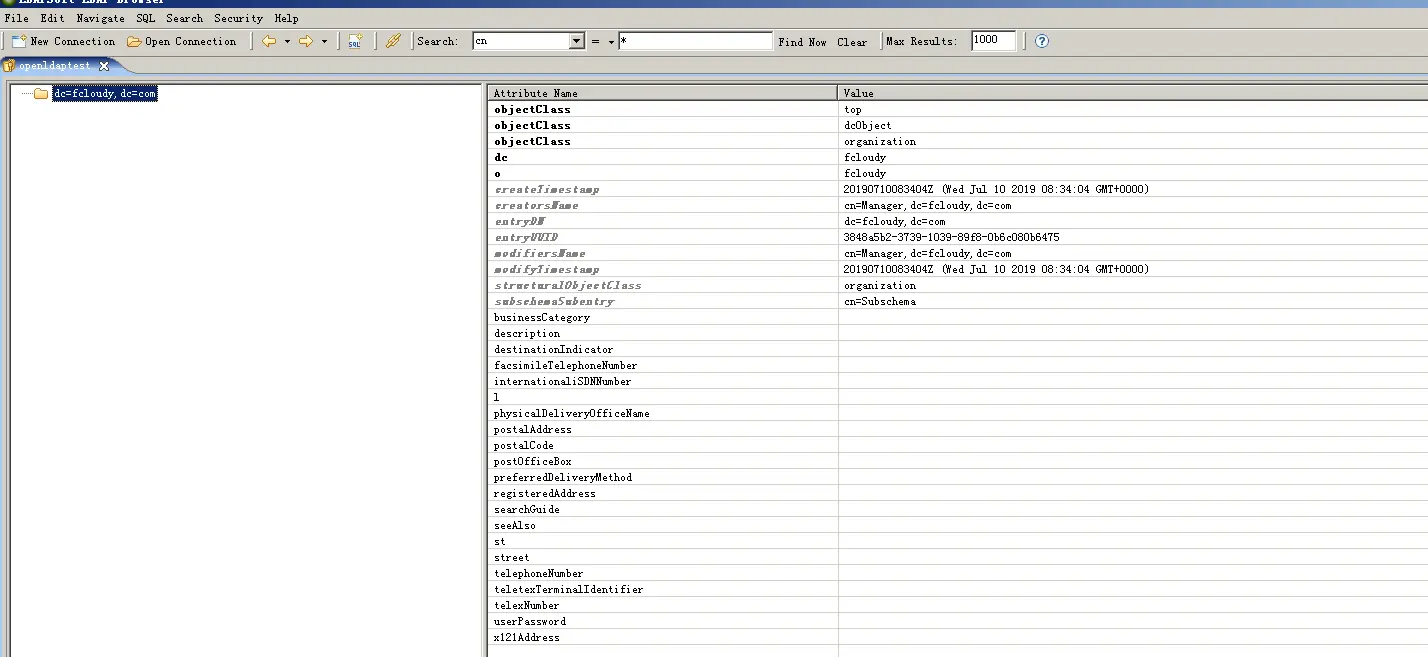 LDAPSoft LDAP Browser
File Edit Navigate SQL Search Security Help
New Connection Open Connection SQL Search: cn = * Find Now Clear Max Results: 1000 ?
openldaptest
dc=fcloudy,dc=com
Attribute Name Value
objectClass top
objectClass dcObject
objectClass organization
dc fcloudy
o fcloudy
createTimestamp 20190710083404Z (Wed Jul 10 2019 08:34:04 GMT+0000)
creatorsName cn=Manager,dc=fcloudy,dc=com
entryDN dc=fcloudy,dc=com
entryUUID 3848a5b2-3739-1039-89f8-0b6c080b6475
modifiersName cn=Manager,dc=fcloudy,dc=com
modifyTimestamp 20190710083404Z (Wed Jul 10 2019 08:34:04 GMT+0000)
structuralObjectClass organization
subschemaSubentry cn=Subschema
businessCategory
description
destinationIndicator
facsimileTelephoneNumber
internationaliSDNNumber
l
physicalDeliveryOfficeName
postalAddress
postalCode
postOfficeBox
preferredDeliveryMethod
registeredAddress
searchGuide
seeAlso
st
street
telephoneNumber
teletexTerminalIdentifier
telexNumber
userPassword
x121Address